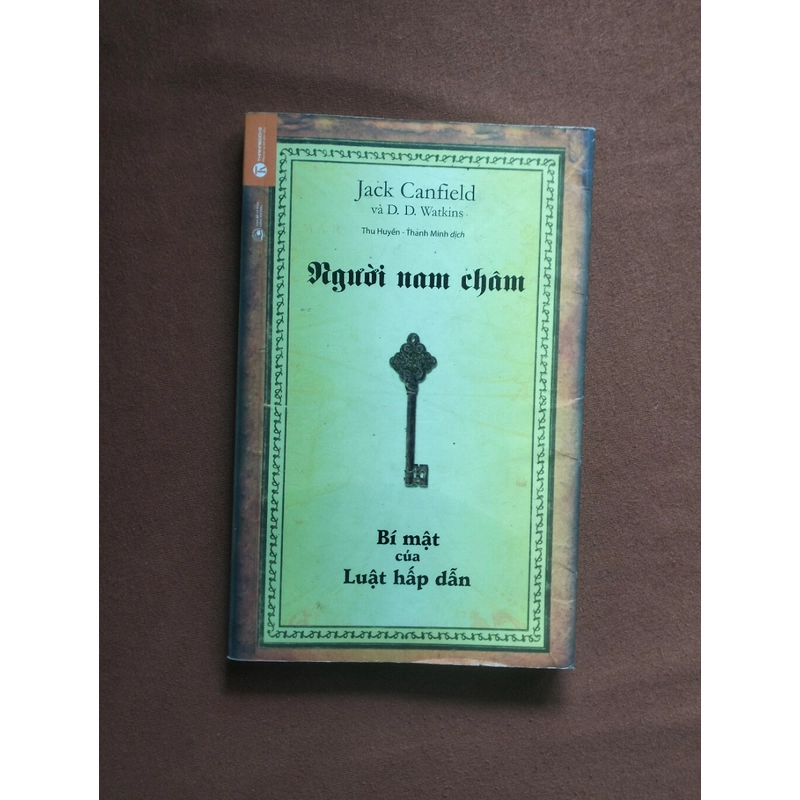 Jack Canfield
và D. D. Watkins
Thu Huyền - Thanh Minh dịch
Người nam châm
Bí mật
của
Luật hấp dẫn